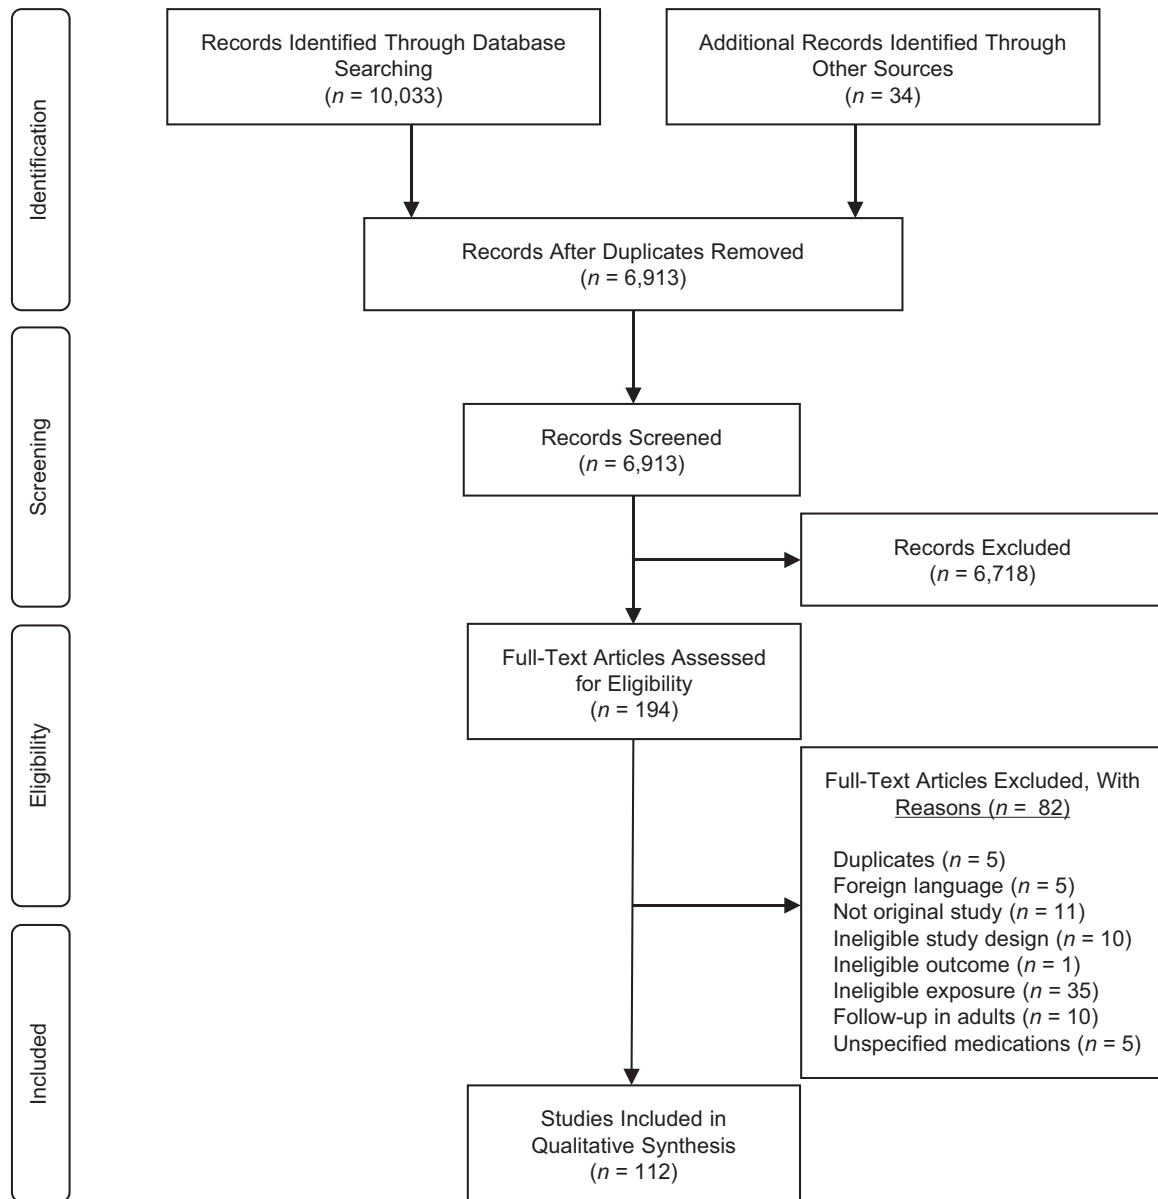 Identification
Records Identified Through Database
Searching
(n = 10,033)
Additional Records Identified Through
Other Sources
(n = 34)
Records After Duplicates Removed
(n = 6,913)
Screening
Records Screened
(n = 6,913)
Records Excluded
(n = 6,718)
Eligibility
Full-Text Articles Assessed
for Eligibility
(n = 194)
Full-Text Articles Excluded, With
Reasons (n = 82)
Duplicates (n = 5)
Foreign language (n = 5)
Not original study (n = 11)
Ineligible study design (n = 10)
Ineligible outcome (n = 1)
Ineligible exposure (n = 35)
Follow-up in adults (n = 10)
Unspecified medications (n = 5)
Included
Studies Included in
Qualitative Synthesis
(n = 112)